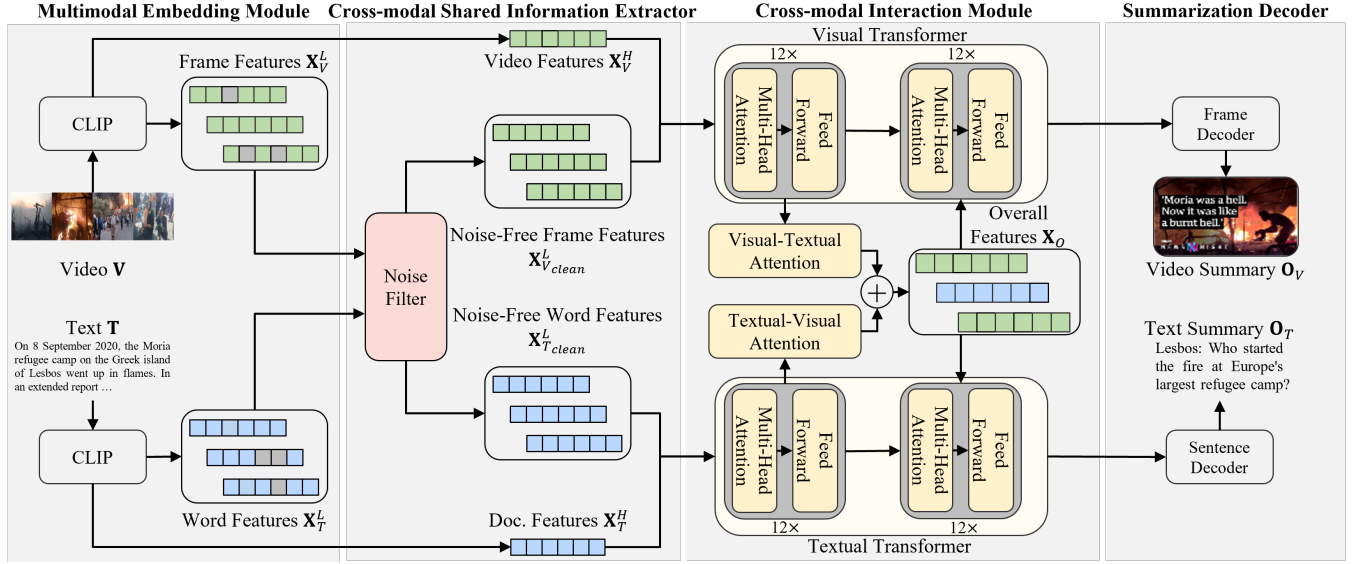 Multimodal Embedding Module
Cross-modal Shared Information Extractor
Cross-modal Interaction Module
Summarization Decoder
Frame Features X_V^L
CLIP
Video V
Text T
On 8 September 2020, the Moria
refugee camp on the Greek island
of Lesbos went up in flames. In
an extended report …
CLIP
Word Features X_T^L
Video Features X_V^H
Noise
Filter
Noise-Free Frame Features
X_{V_clean}^L
Noise-Free Word Features
X_{T_clean}^L
Doc. Features X_T^H
Visual Transformer
12×
Multi-Head
Attention
Feed
Forward
12×
Multi-Head
Attention
Feed
Forward
Visual-Textual
Attention
Textual-Visual
Attention
+
Overall
Features X_O
Multi-Head
Attention
Feed
Forward
12×
Multi-Head
Attention
Feed
Forward
12×
Textual Transformer
Frame
Decoder
'Moria was a hell.
Now it was like
a burnt hell.'
Video Summary O_V
Text Summary O_T
Lesbos: Who started
the fire at Europe's
largest refugee camp?
Sentence
Decoder